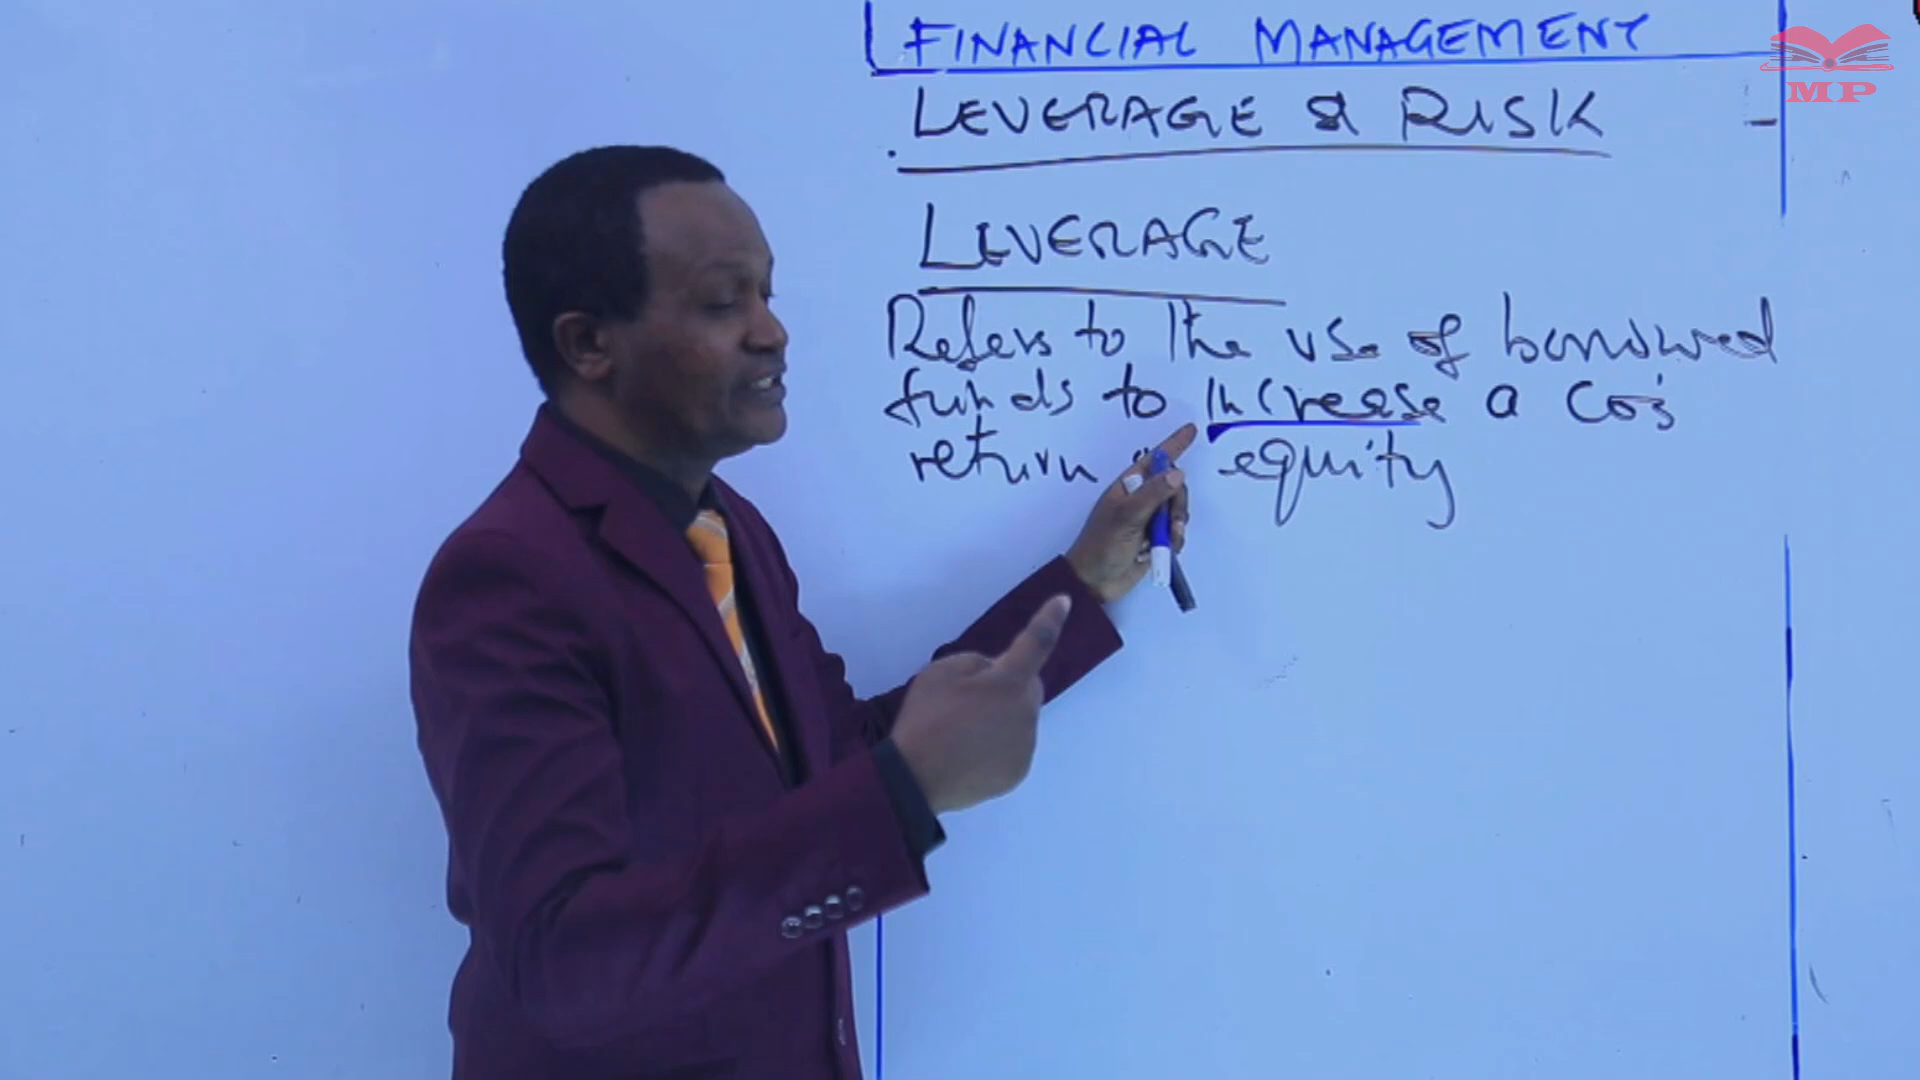 FINANCIAL MANAGEMENT
MP
LEVERAGE & RISK
LEVERAGE
Refers to the use of borrowed
funds to increase a Co's
return equity